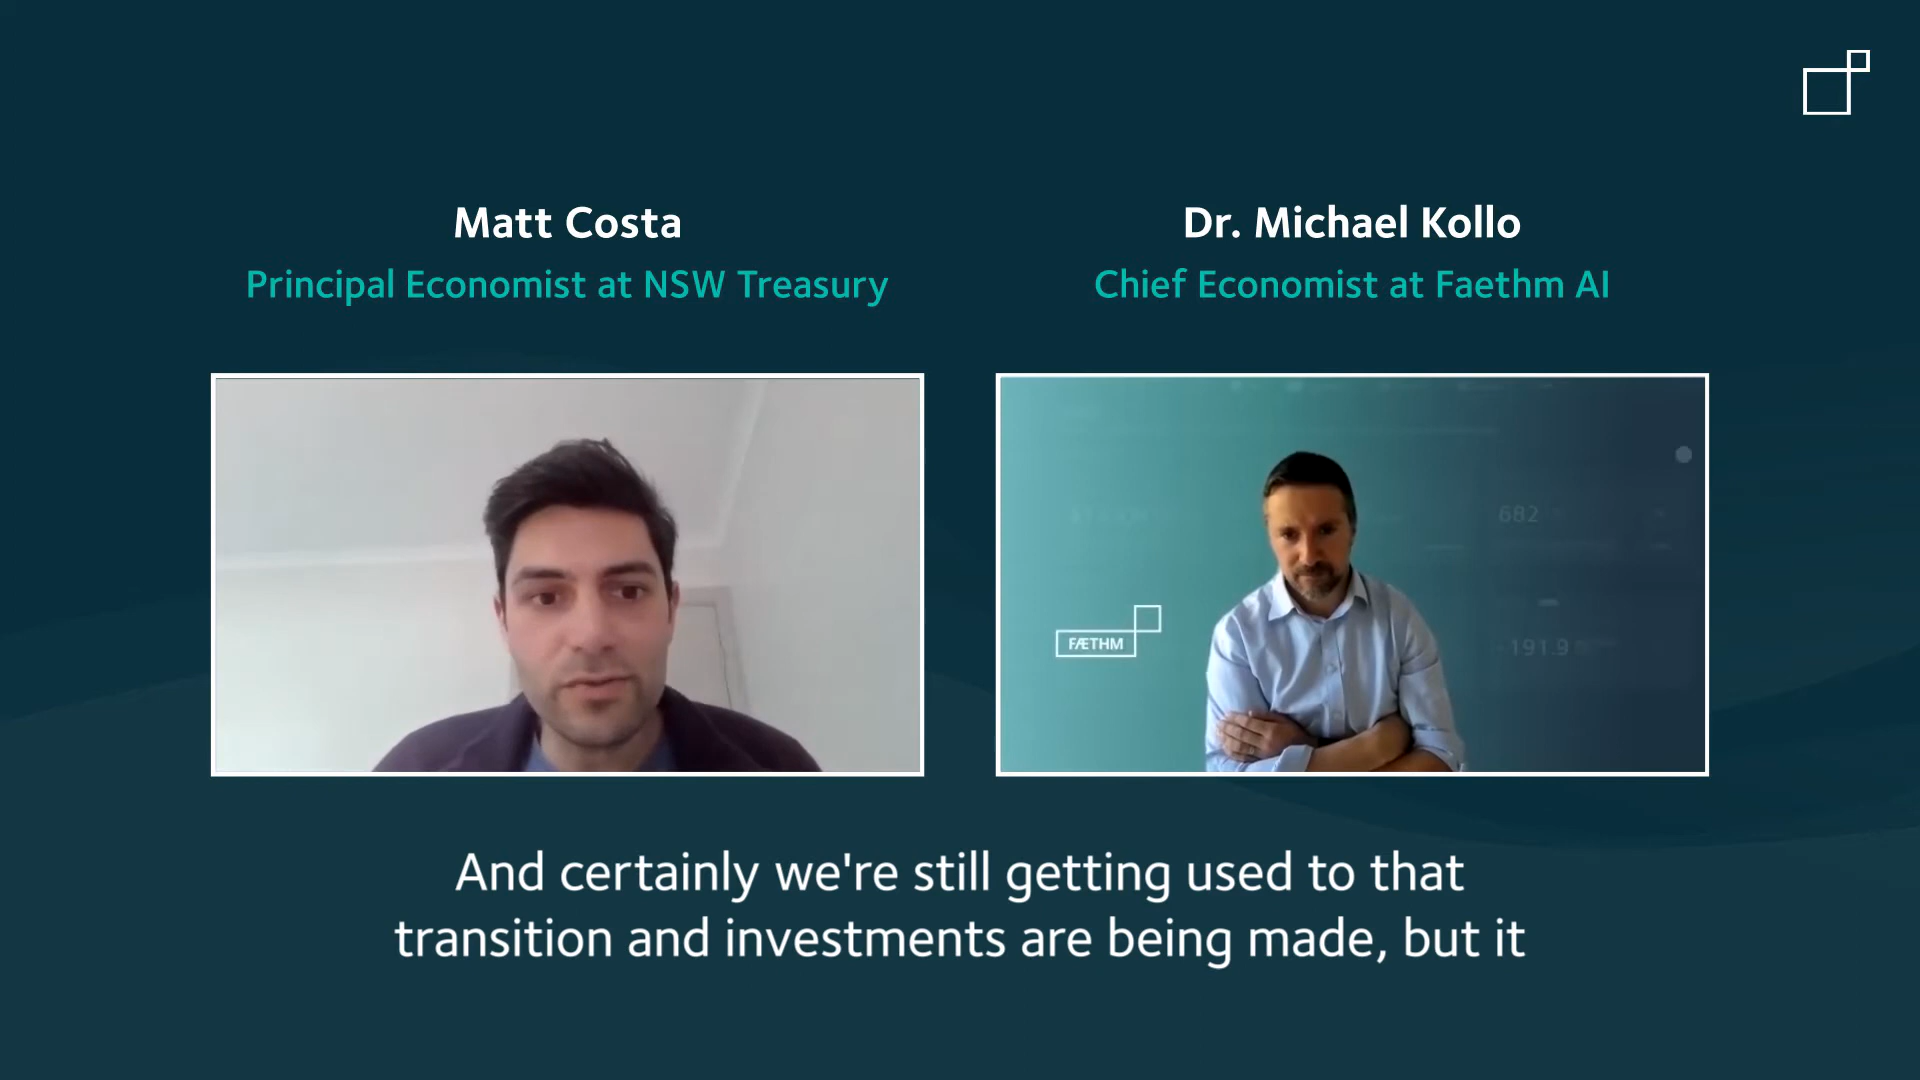 Matt Costa
Principal Economist at NSW Treasury
Dr. Michael Kollo
Chief Economist at Faethm AI
682
-191.9
FÆTHM
And certainly we're still getting used to that
transition and investments are being made, but it